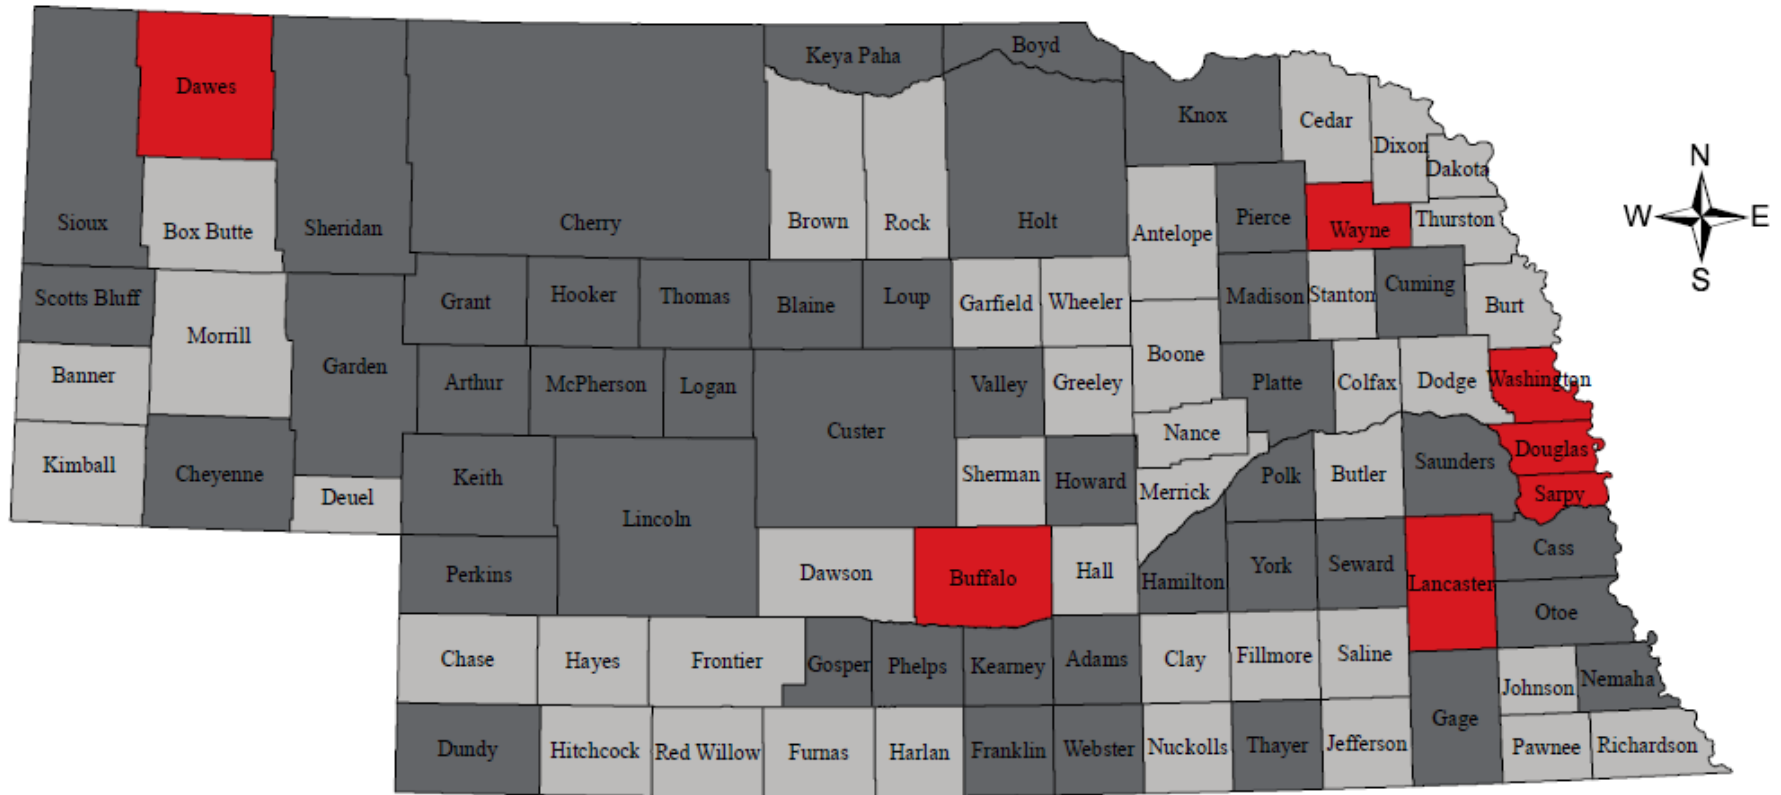 Keya Paha
Boyd
Dawes
Knox
Cedar
Dixon
Dakota
N
W
E
S
Sioux
Box Butte
Sheridan
Cherry
Brown
Rock
Holt
Antelope
Pierce
Wayne
Thurston
Scotts Bluff
Morrill
Grant
Hooker
Thomas
Blaine
Loup
Garfield
Wheeler
Madison
Stanton
Cuming
Burt
Banner
Garden
Arthur
McPherson
Logan
Custer
Valley
Greeley
Boone
Platte
Colfax
Dodge
Washington
Kimball
Cheyenne
Deuel
Keith
Lincoln
Sherman
Howard
Nance
Merrick
Polk
Butler
Saunders
Douglas
Sarpy
Perkins
Dawson
Buffalo
Hall
Hamilton
York
Seward
Lancaster
Cass
Otoe
Chase
Hayes
Frontier
Gosper
Phelps
Kearney
Adams
Clay
Fillmore
Saline
Johnson
Nemaha
Dundy
Hitchcock
Red Willow
Furnas
Harlan
Franklin
Webster
Nuckolls
Thayer
Jefferson
Gage
Pawnee
Richardson